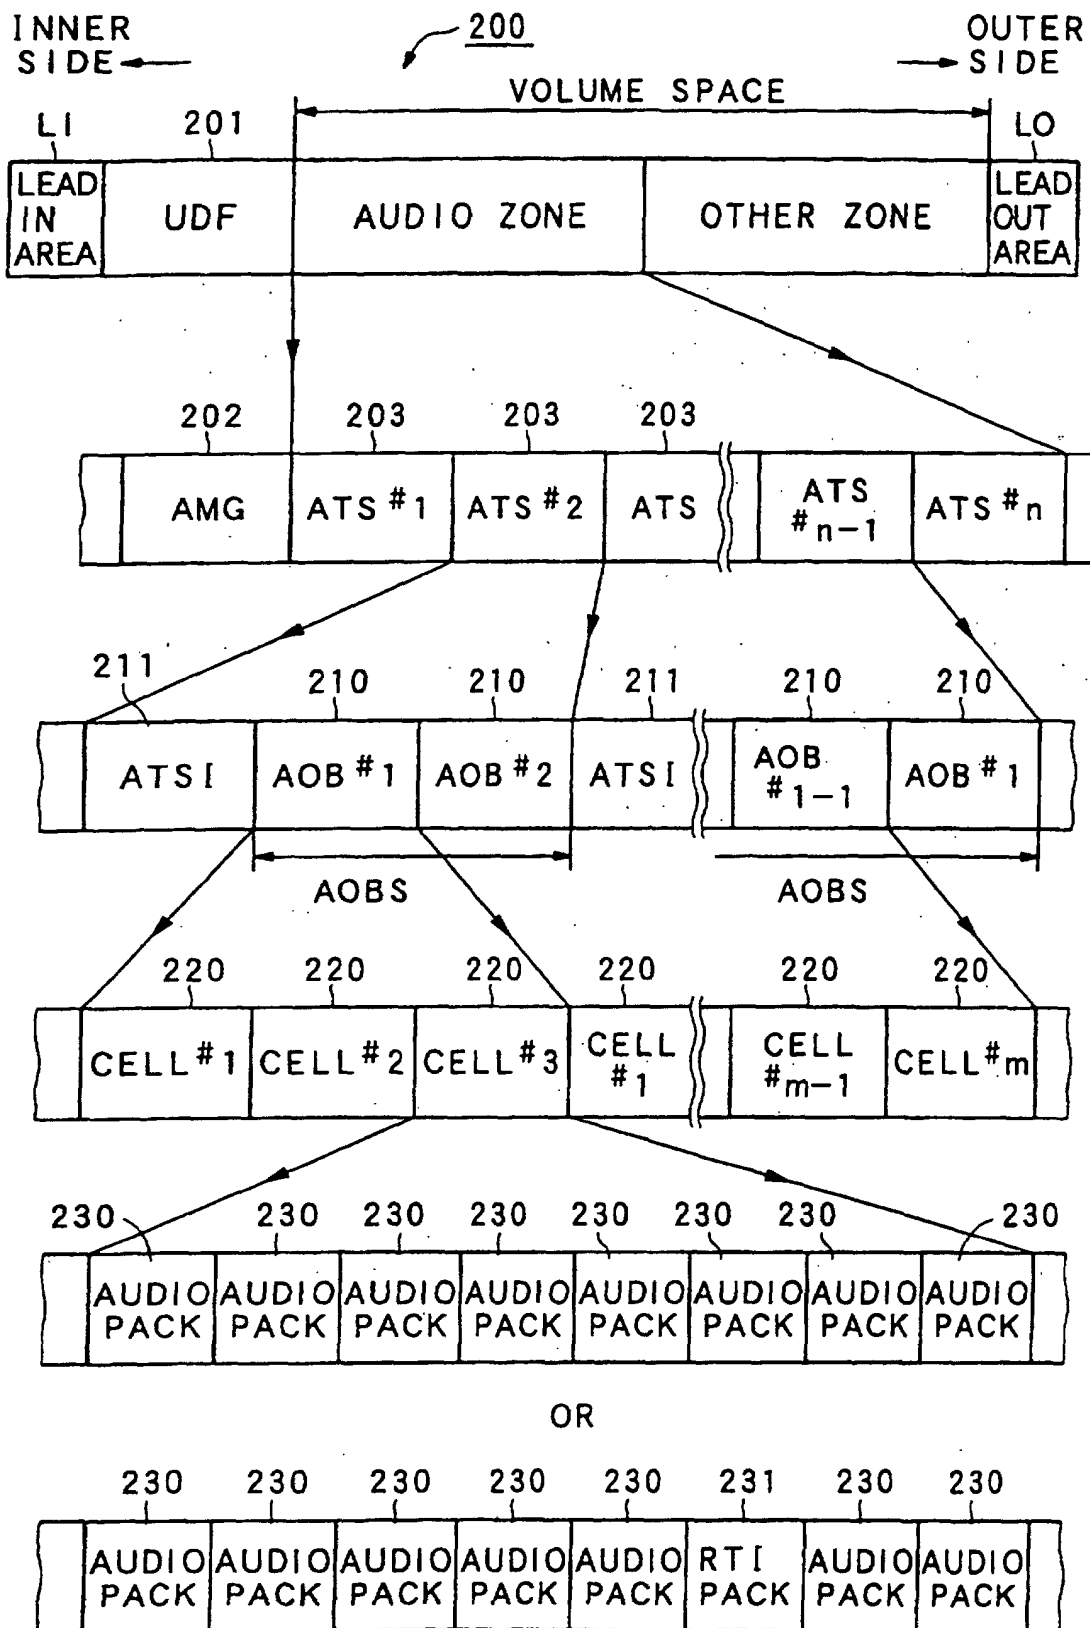 INNER SIDE
200
OUTER SIDE
VOLUME SPACE
LI 201 LO
LEAD IN AREA
UDF
AUDIO ZONE
OTHER ZONE
LEAD OUT AREA
202 203 203 203
AMG
ATS #1
ATS #2
ATS
ATS #n-1
ATS #n
211 210 210 211 210 210
ATSI
AOB #1
AOB #2
ATSI
AOB #1-1
AOB #1
AOBS AOBS
220 220 220 220 220 220
CELL #1
CELL #2
CELL #3
CELL #1
CELL #m-1
CELL #m
230 230 230 230 230 230 230 230
AUDIO PACK
AUDIO PACK
AUDIO PACK
AUDIO PACK
AUDIO PACK
AUDIO PACK
AUDIO PACK
AUDIO PACK
OR
230 230 230 230 230 231 230 230
AUDIO PACK
AUDIO PACK
AUDIO PACK
AUDIO PACK
AUDIO PACK
RTI PACK
AUDIO PACK
AUDIO PACK